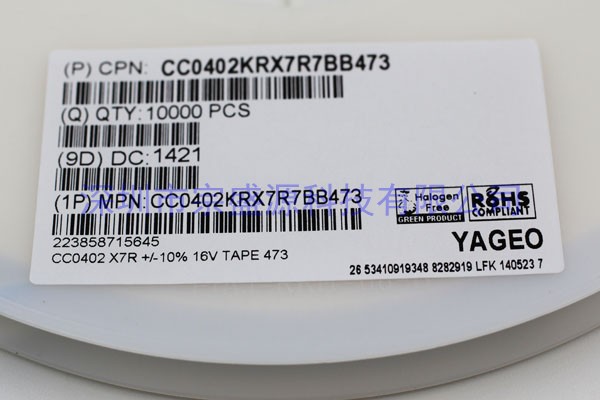 (P) CPN: CC0402KRX7R7BB473
(Q) QTY:10000 PCS
(9D) DC:1421
深圳市京盛源科技有限公司
(1P) MPN:CC0402KRX7R7BB473
Halogen
Free
GREEN PRODUCT
RoHS
COMPLIANT
223858715645
CC0402 X7R +/-10% 16V TAPE 473
YAGEO
26 53410919348 8282919 LFK 140523 7